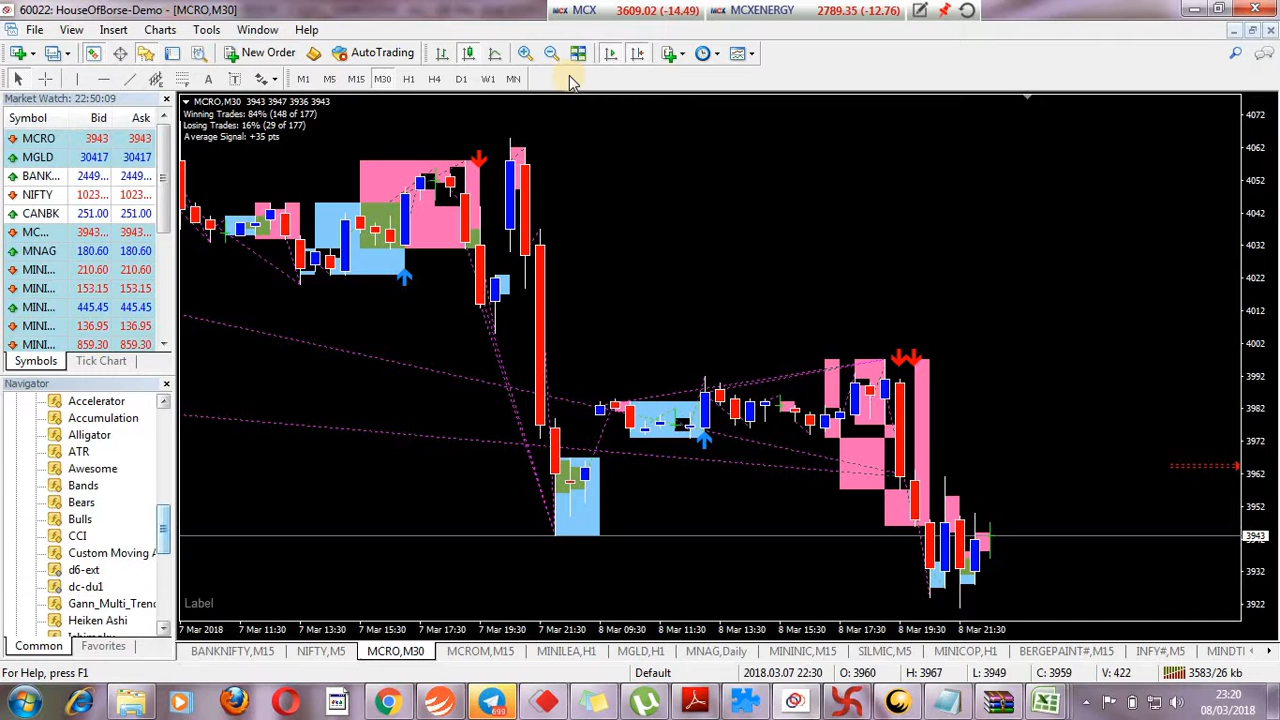 60022: HouseOfBorse-Demo - [MCRO,M30]
MCX MCX 3609.02 (-14.49) MCX MCXENERGY 2789.35 (-12.76)
File View Insert Charts Tools Window Help
New Order AutoTrading
A T M1 M5 M15 M30 H1 H4 D1 W1 MN
Market Watch: 22:50:09
Symbol Bid Ask
MCRO 3943 3943
MGLD 30417 30417
BANK... 2449... 2449...
NIFTY 1023... 1023...
CANBK 251.00 251.00
MC... 3943... 3943...
MNAG 180.60 180.60
MINI... 210.60 210.60
MINI... 153.15 153.15
MINI... 445.45 445.45
MINI... 136.95 136.95
MINI... 859.30 859.30
Symbols Tick Chart
Navigator
Accelerator
Accumulation
Alligator
ATR
Awesome
Bands
Bears
Bulls
CCI
Custom Moving A
d6-ext
dc-du1
Gann_Multi_Trend
Heiken Ashi
Common Favorites
MCRO,M30 3943 3947 3936 3943
Winning Trades: 84% (148 of 177)
Losing Trades: 16% (29 of 177)
Average Signal: +35 pts
4072
4062
4052
4042
4032
4022
4012
4002
3992
3982
3972
3962
3952
3943
3932
3922
Label
7 Mar 2018 7 Mar 11:30 7 Mar 13:30 7 Mar 15:30 7 Mar 17:30 7 Mar 19:30 7 Mar 21:30 8 Mar 09:30 8 Mar 11:30 8 Mar 13:30 8 Mar 15:30 8 Mar 17:30 8 Mar 19:30 8 Mar 21:30
BANKNIFTY,M15 NIFTY,M5 MCRO,M30 MCROM,M15 MINILEA,H1 MGLD,H1 MNAG,Daily MNINIC,M15 SILMIC,M5 MINICOP,H1 BERGEPAINT#,M15 INFY#,M5 MINDT
For Help, press F1 Default 2018.03.07 22:30 O: 3960 H: 3967 L: 3949 C: 3959 V: 422 3583/26 kb
699
23:20
08/03/2018